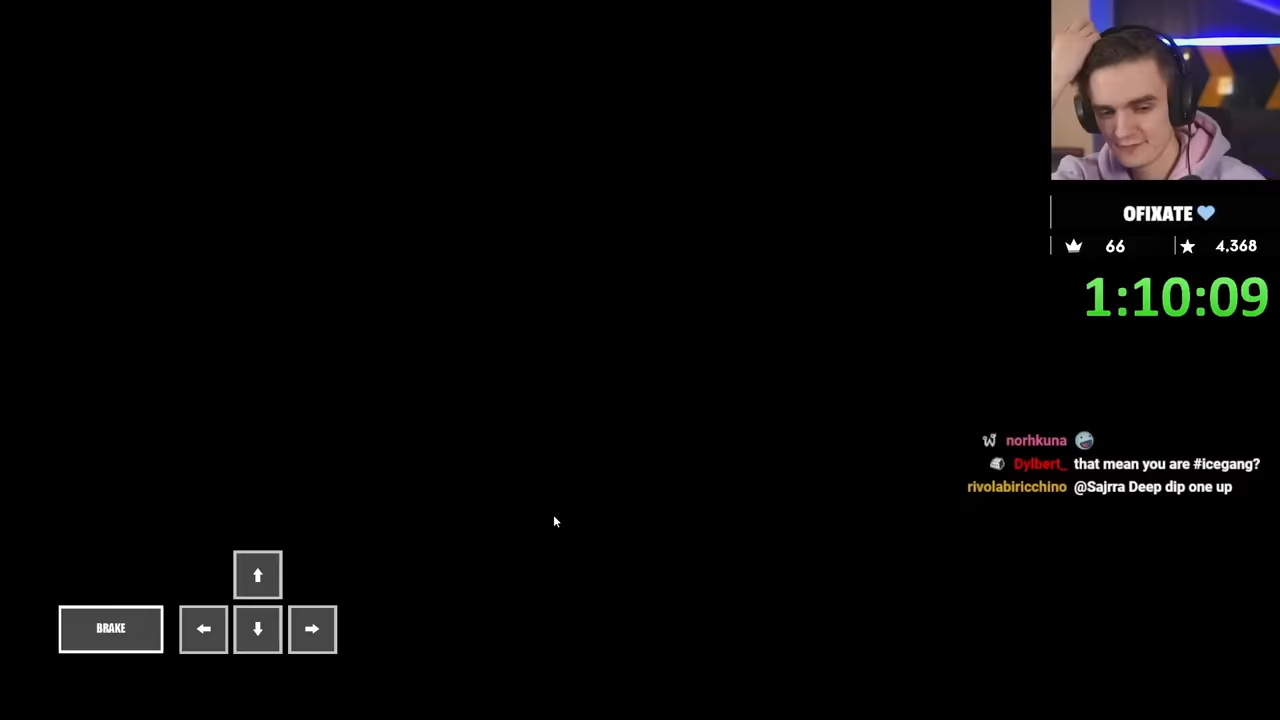 OFIXATE
66 4,368
1:10:09
norhkuna
Dylbert_ that mean you are #icegang?
rivolabiricchino @Sajrra Deep dip one up
BRAKE